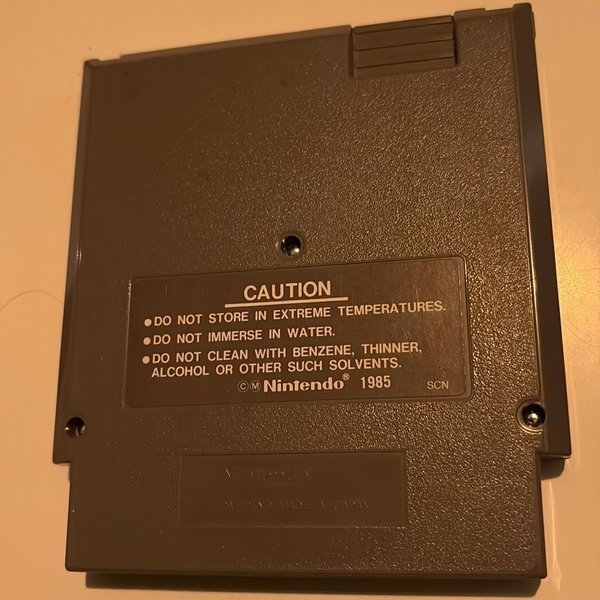 CAUTION
● DO NOT STORE IN EXTREME TEMPERATURES.
● DO NOT IMMERSE IN WATER.
● DO NOT CLEAN WITH BENZENE, THINNER,
ALCOHOL OR OTHER SUCH SOLVENTS.
©Ⓜ Nintendo® 1985 SCN